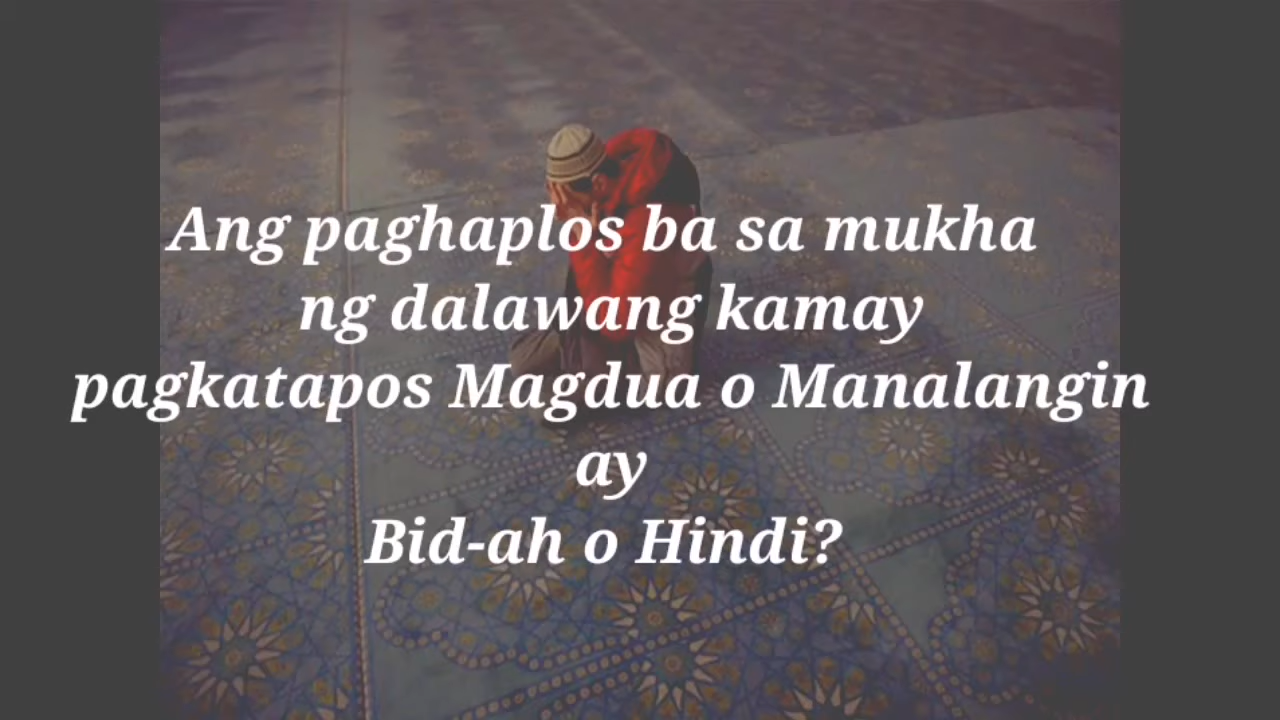 Ang paghaplos ba sa mukha
ng dalawang kamay
pagkatapos Magdua o Manalangin
ay
Bid-ah o Hindi?